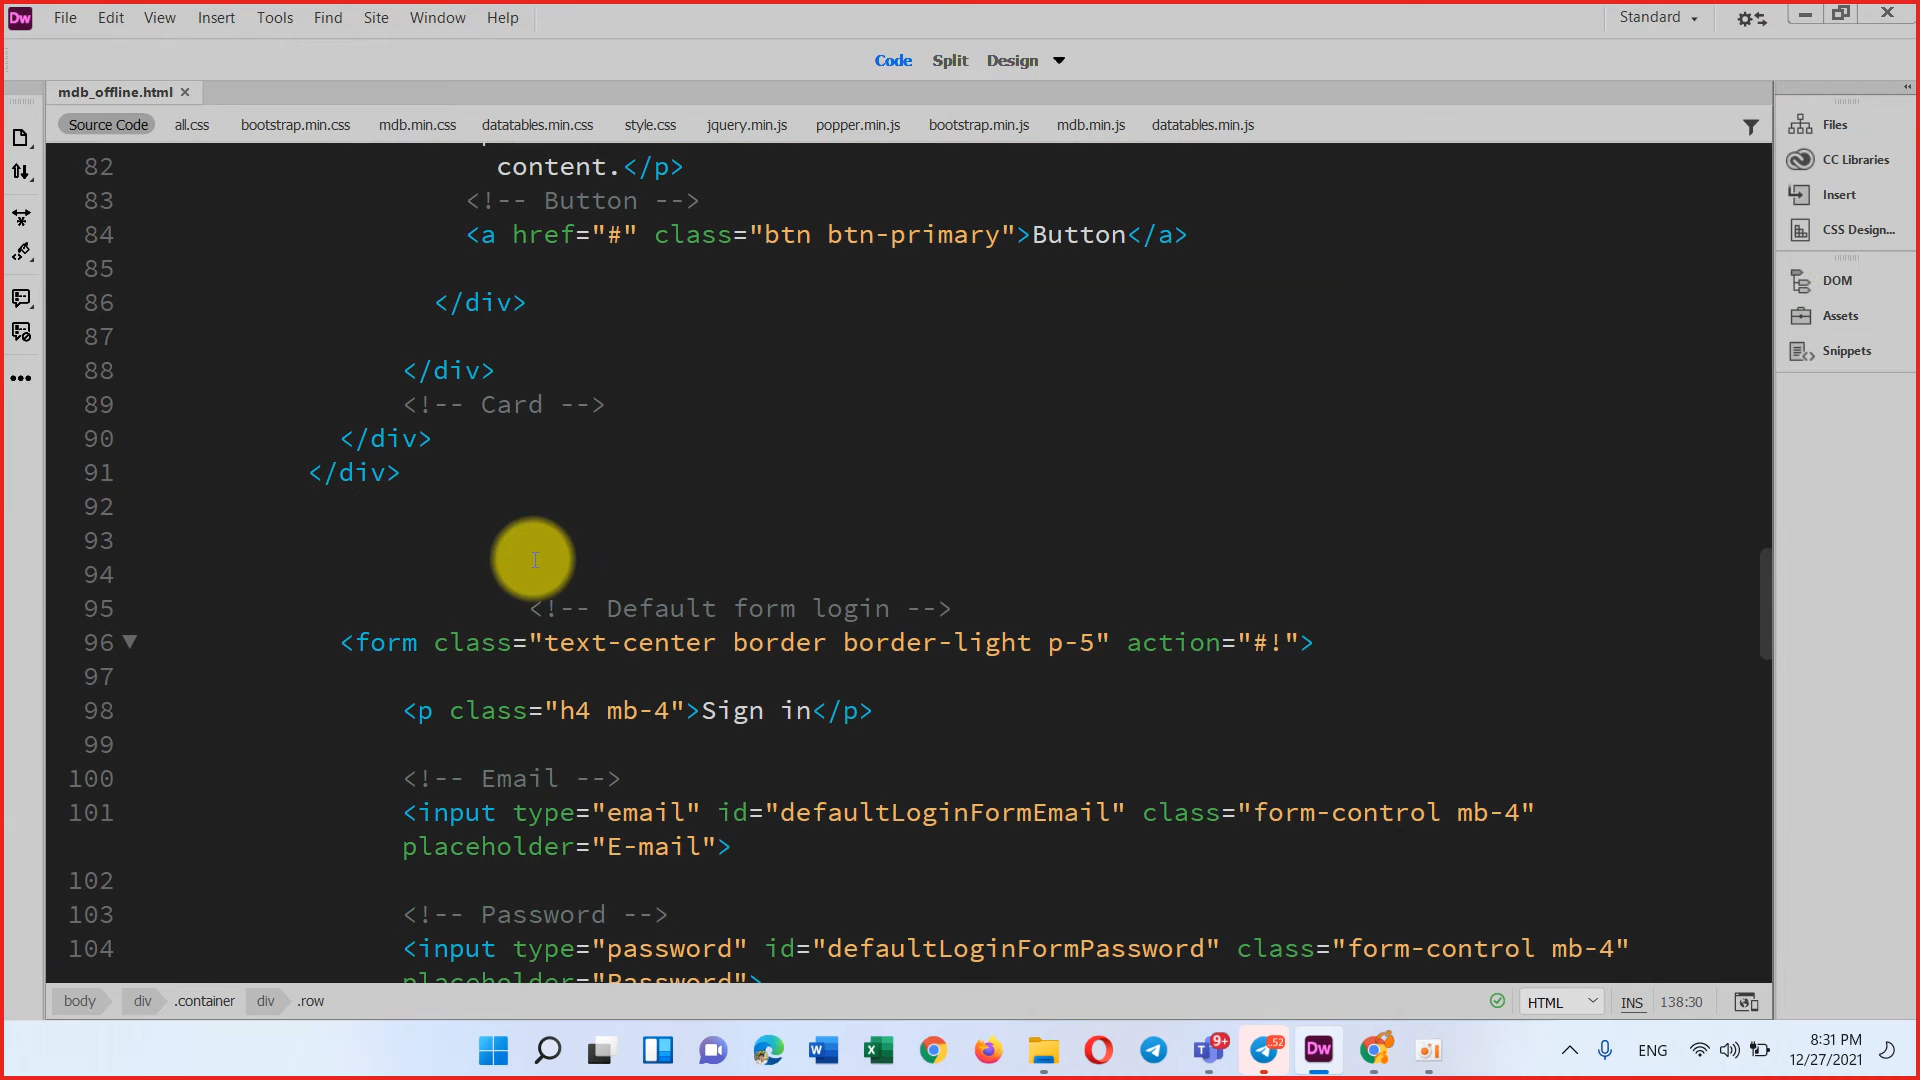 Dw File Edit View Insert Tools Find Site Window Help Standard
Code Split Design
mdb_offline.html
Source Code all.css bootstrap.min.css mdb.min.css datatables.min.css style.css jquery.min.js popper.min.js bootstrap.min.js mdb.min.js datatables.min.js
82 content.</p>
83 <!-- Button -->
84 <a href="#" class="btn btn-primary">Button</a>
85
86 </div>
87
88 </div>
89 <!-- Card -->
90 </div>
91 </div>
92
93
94
95 <!-- Default form login -->
96 <form class="text-center border border-light p-5" action="#!">
97
98 <p class="h4 mb-4">Sign in</p>
99
100 <!-- Email -->
101 <input type="email" id="defaultLoginFormEmail" class="form-control mb-4"
placeholder="E-mail">
102
103 <!-- Password -->
104 <input type="password" id="defaultLoginFormPassword" class="form-control mb-4"
placeholder="Password">
Files
CC Libraries
Insert
CSS Design...
DOM
Assets
Snippets
body div .container div .row HTML INS 138:30
9+ 52 Dw ENG 8:31 PM
12/27/2021